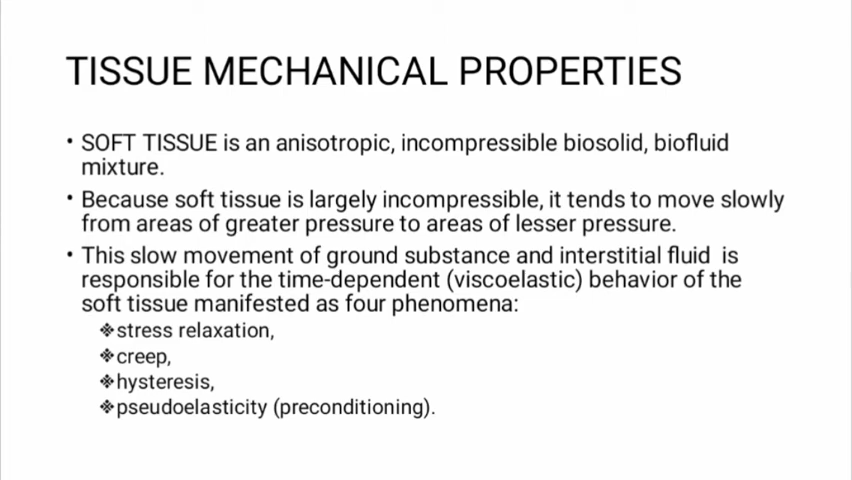 TISSUE MECHANICAL PROPERTIES
• SOFT TISSUE is an anisotropic, incompressible biosolid, biofluid
mixture.
• Because soft tissue is largely incompressible, it tends to move slowly
from areas of greater pressure to areas of lesser pressure.
• This slow movement of ground substance and interstitial fluid is
responsible for the time-dependent (viscoelastic) behavior of the
soft tissue manifested as four phenomena:
❖stress relaxation,
❖creep,
❖hysteresis,
❖pseudoelasticity (preconditioning).